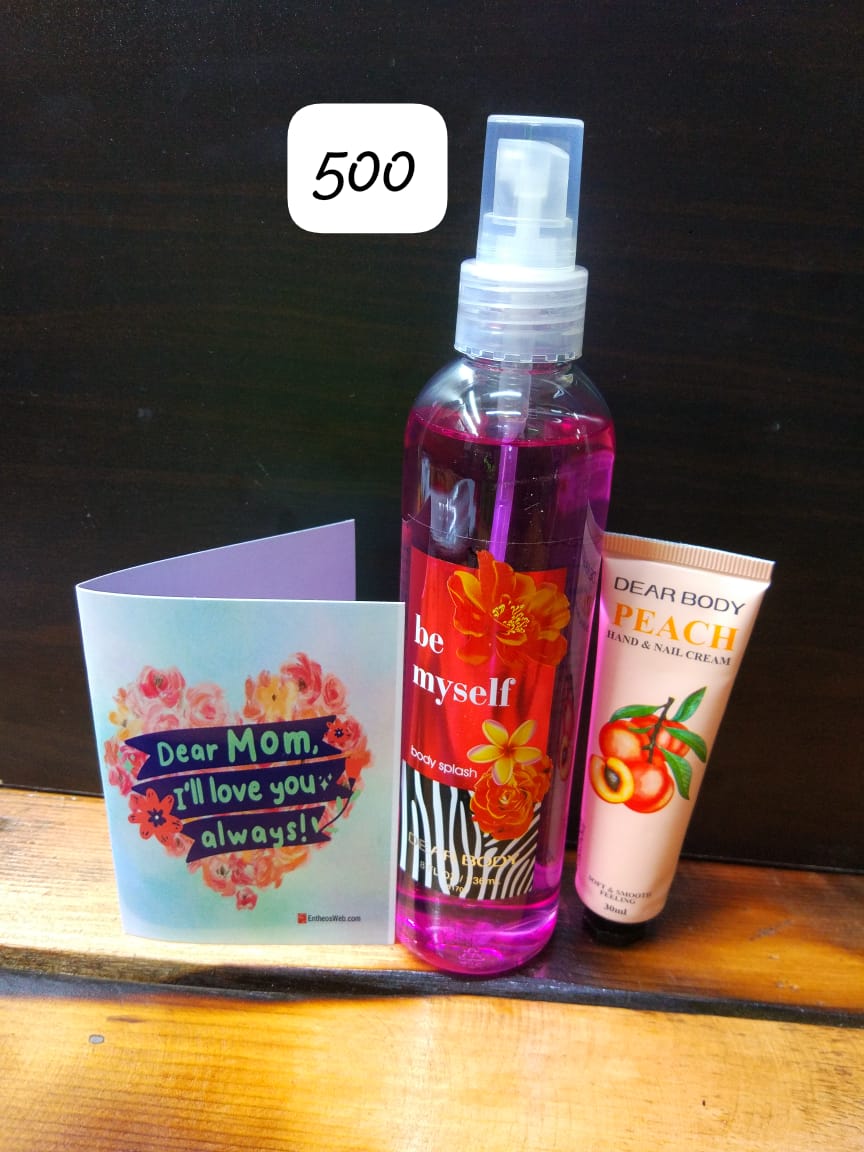 500
Dear Mom,
I'll love you
always!
EntheosWeb.com
be
myself
body splash
DEAR BODY
DEAR BODY
PEACH
HAND & NAIL CREAM
SOFT & SMOOTH
FEELING
30ml